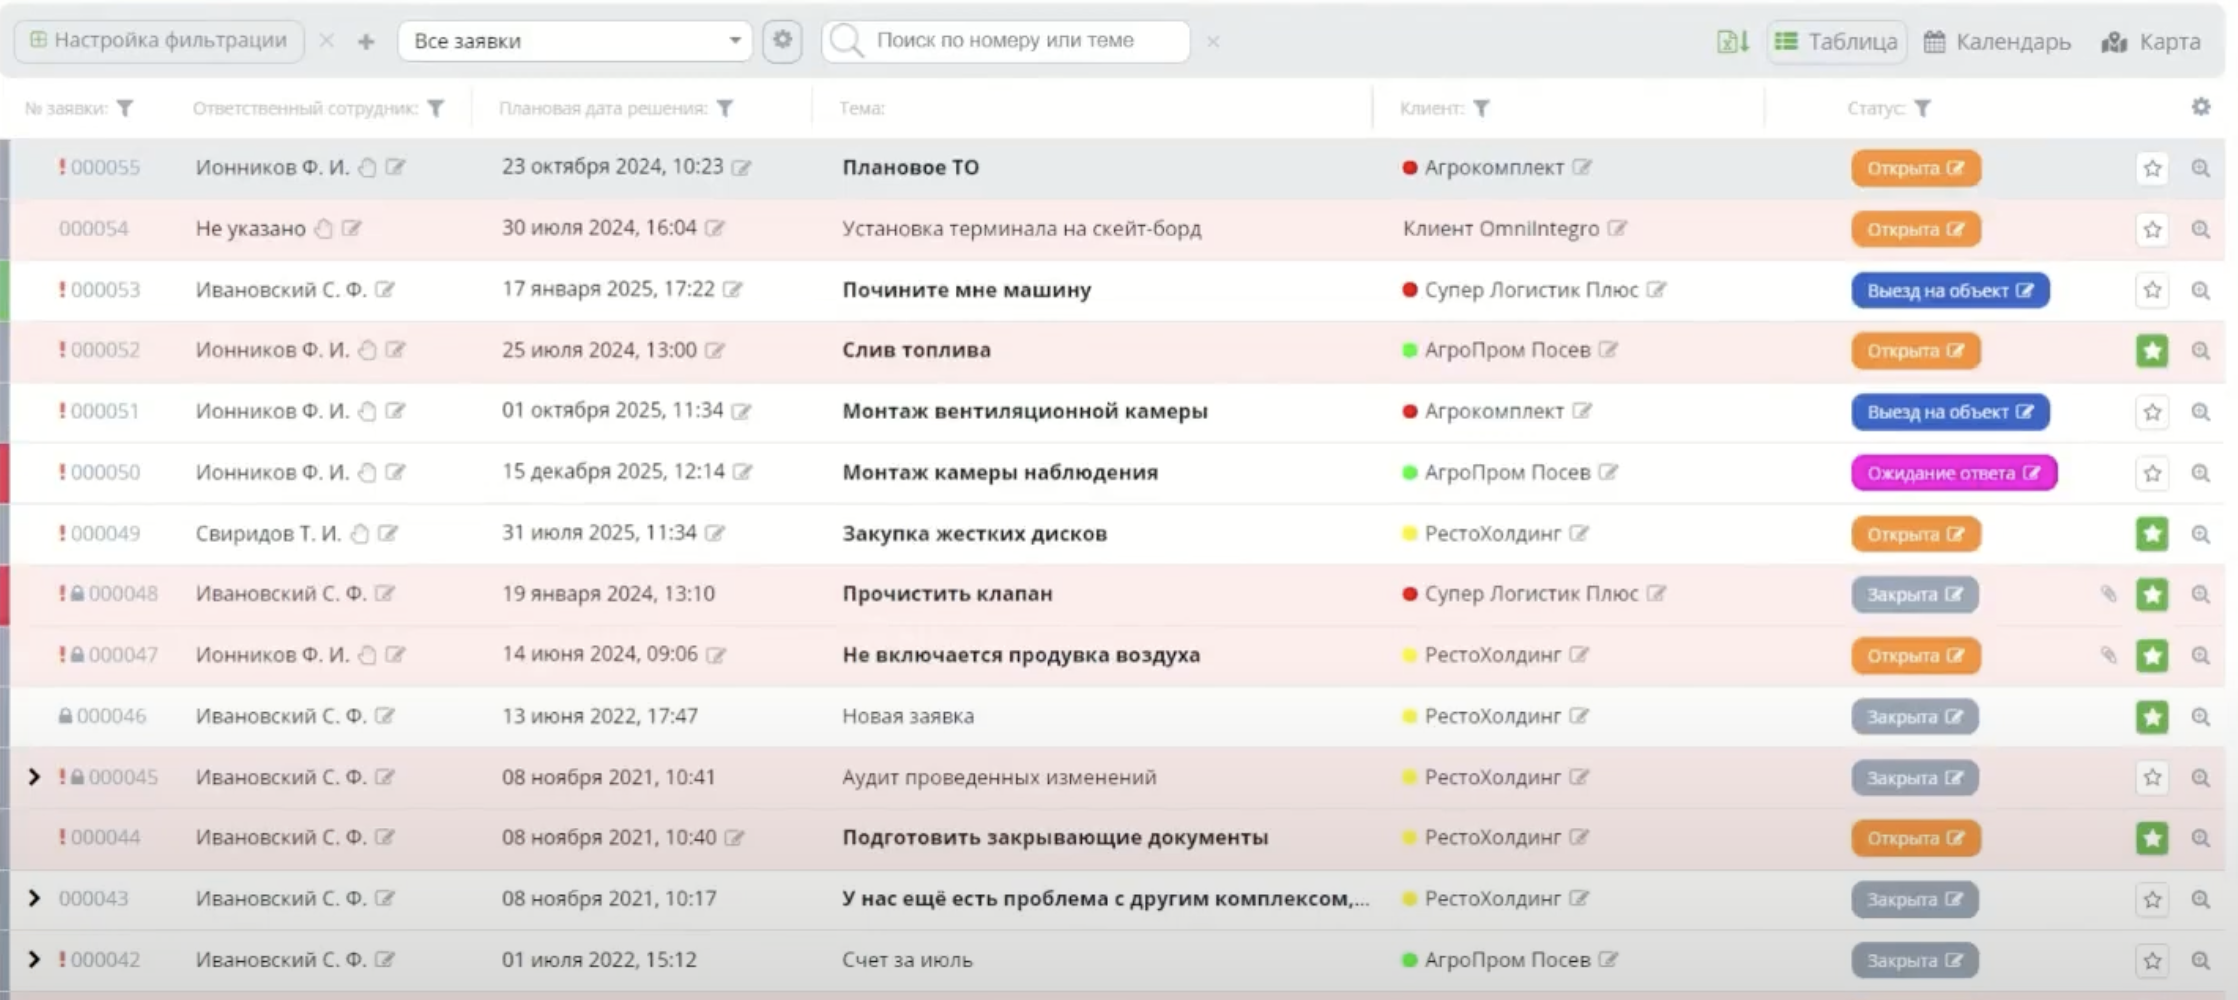 Настройка фильтрации Все заявки Поиск по номеру или теме Таблица Календарь Карта
№ заявки: Ответственный сотрудник: Плановая дата решения: Тема: Клиент: Статус:
! 000055 Ионников Ф. И. 23 октября 2024, 10:23 Плановое ТО Агрокомплект Открыта
000054 Не указано 30 июля 2024, 16:04 Установка терминала на скейт-борд Клиент OmniIntegro Открыта
! 000053 Ивановский С. Ф. 17 января 2025, 17:22 Почините мне машину Супер Логистик Плюс Выезд на объект
! 000052 Ионников Ф. И. 25 июля 2024, 13:00 Слив топлива АгроПром Посев Открыта
! 000051 Ионников Ф. И. 01 октября 2025, 11:34 Монтаж вентиляционной камеры Агрокомплект Выезд на объект
! 000050 Ионников Ф. И. 15 декабря 2025, 12:14 Монтаж камеры наблюдения АгроПром Посев Ожидание ответа
! 000049 Свиридов Т. И. 31 июля 2025, 11:34 Закупка жестких дисков РестоХолдинг Открыта
! 000048 Ивановский С. Ф. 19 января 2024, 13:10 Прочистить клапан Супер Логистик Плюс Закрыта
! 000047 Ионников Ф. И. 14 июня 2024, 09:06 Не включается продувка воздуха РестоХолдинг Открыта
000046 Ивановский С. Ф. 13 июня 2022, 17:47 Новая заявка РестоХолдинг Закрыта
! 000045 Ивановский С. Ф. 08 ноября 2021, 10:41 Аудит проведенных изменений РестоХолдинг Закрыта
! 000044 Ивановский С. Ф. 08 ноября 2021, 10:40 Подготовить закрывающие документы РестоХолдинг Открыта
000043 Ивановский С. Ф. 08 ноября 2021, 10:17 У нас ещё есть проблема с другим комплексом,... РестоХолдинг Закрыта
! 000042 Ивановский С. Ф. 01 июля 2022, 15:12 Счет за июль АгроПром Посев Закрыта